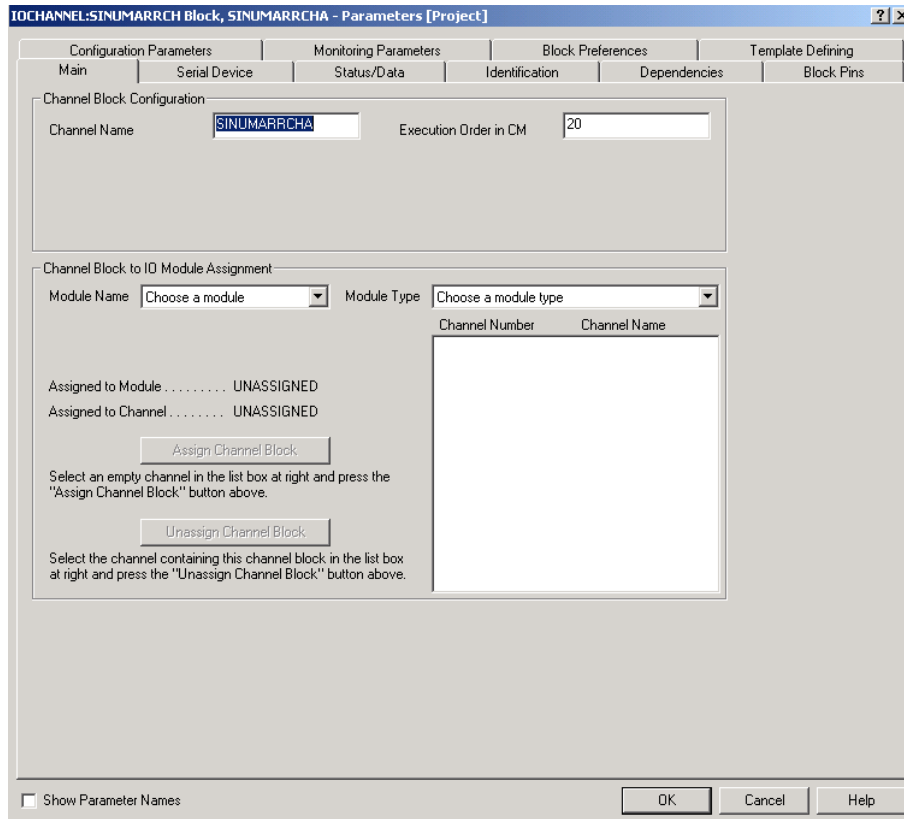 IOCHANNEL:SINUMARRCH Block, SINUMARRCHA - Parameters [Project]
Configuration Parameters Monitoring Parameters Block Preferences Template Defining
Main Serial Device Status/Data Identification Dependencies Block Pins
Channel Block Configuration
Channel Name SINUMARRCHA Execution Order in CM 20
Channel Block to IO Module Assignment
Module Name Choose a module Module Type Choose a module type
Channel Number Channel Name
Assigned to Module . . . . . . . . . UNASSIGNED
Assigned to Channel . . . . . . . . UNASSIGNED
Assign Channel Block
Select an empty channel in the list box at right and press the
"Assign Channel Block" button above.
Unassign Channel Block
Select the channel containing this channel block in the list box
at right and press the "Unassign Channel Block" button above.
Show Parameter Names OK Cancel Help